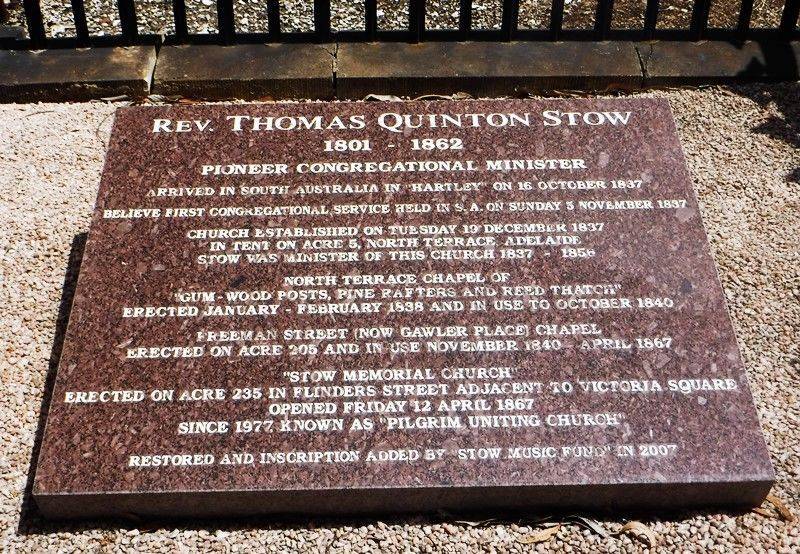 REV. THOMAS QUINTON STOW
1801 - 1862
PIONEER CONGREGATIONAL MINISTER
ARRIVED IN SOUTH AUSTRALIA IN "HARTLEY" ON 16 OCTOBER 1837
BELIEVE FIRST CONGREGATIONAL SERVICE HELD IN S.A. ON SUNDAY 5 NOVEMBER 1837
CHURCH ESTABLISHED ON TUESDAY 19 DECEMBER 1837
IN TENT ON ACRE 5, NORTH TERRACE, ADELAIDE
STOW WAS MINISTER OF THIS CHURCH 1837 - 1856
NORTH TERRACE CHAPEL OF
"GUM-WOOD POSTS, PINE RAFTERS AND REED THATCH"
ERECTED JANUARY - FEBRUARY 1838 AND IN USE TO OCTOBER 1840
FREEMAN STREET (NOW GAWLER PLACE) CHAPEL
ERECTED ON ACRE 205 AND IN USE NOVEMBER 1840 - APRIL 1867
"STOW MEMORIAL CHURCH"
ERECTED ON ACRE 235 IN FLINDERS STREET ADJACENT TO VICTORIA SQUARE
OPENED FRIDAY 12 APRIL 1867
SINCE 1977 KNOWN AS "PILGRIM UNITING CHURCH"
RESTORED AND INSCRIPTION ADDED BY "STOW MUSIC FUND" IN 2007